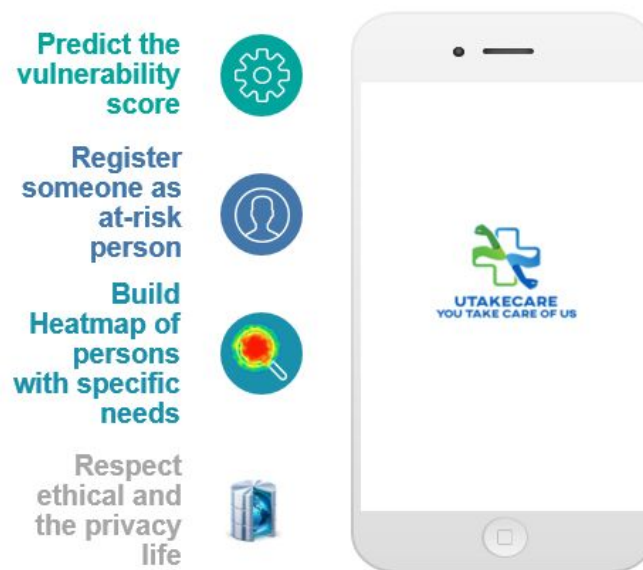 Predict the
vulnerability
score
Register
someone as
at-risk
person
Build
Heatmap of
persons
with specific
needs
Respect
ethical and
the privacy
life
UTAKECARE
YOU TAKE CARE OF US